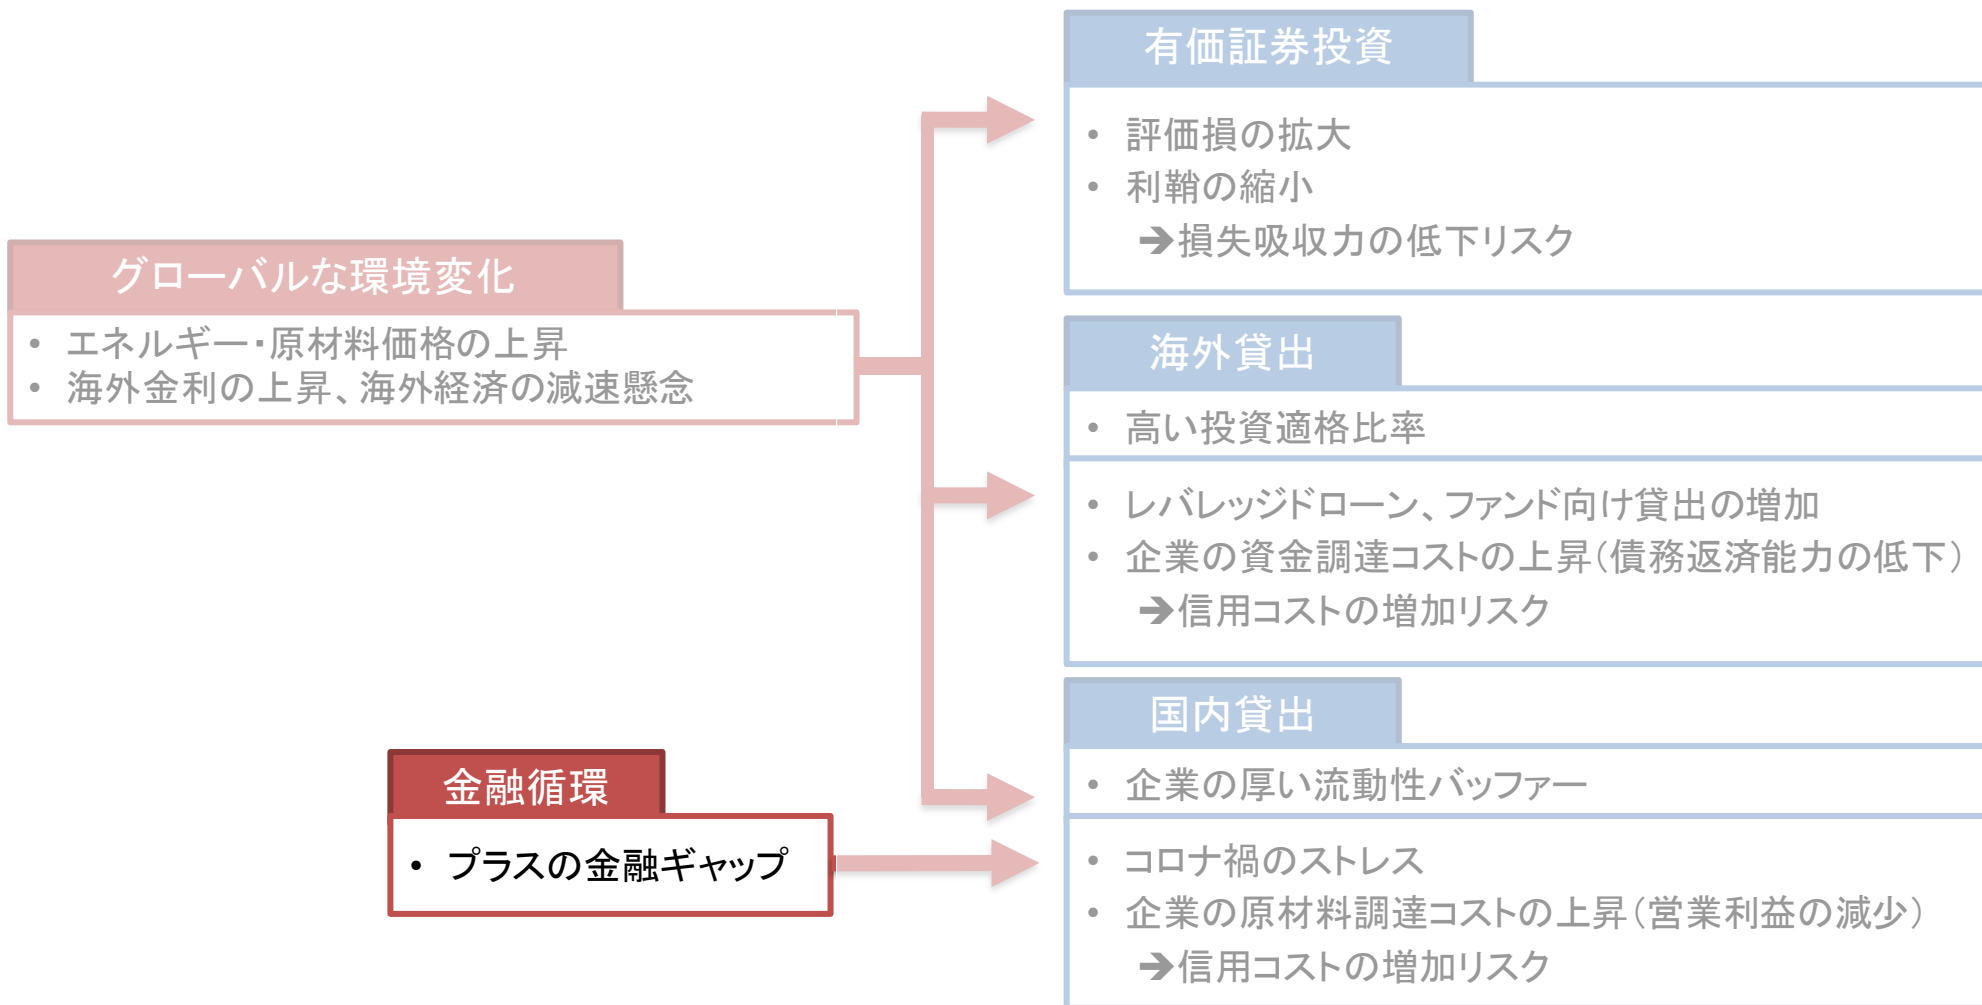 有価証券投資
• 評価損の拡大
• 利鞘の縮小
➔損失吸収力の低下リスク
グローバルな環境変化
• エネルギー・原材料価格の上昇
• 海外金利の上昇、海外経済の減速懸念
海外貸出
• 高い投資適格比率
• レバレッジドローン、ファンド向け貸出の増加
• 企業の資金調達コストの上昇（債務返済能力の低下）
➔信用コストの増加リスク
国内貸出
• 企業の厚い流動性バッファー
金融循環
• プラスの金融ギャップ
• コロナ禍のストレス
• 企業の原材料調達コストの上昇（営業利益の減少）
➔信用コストの増加リスク